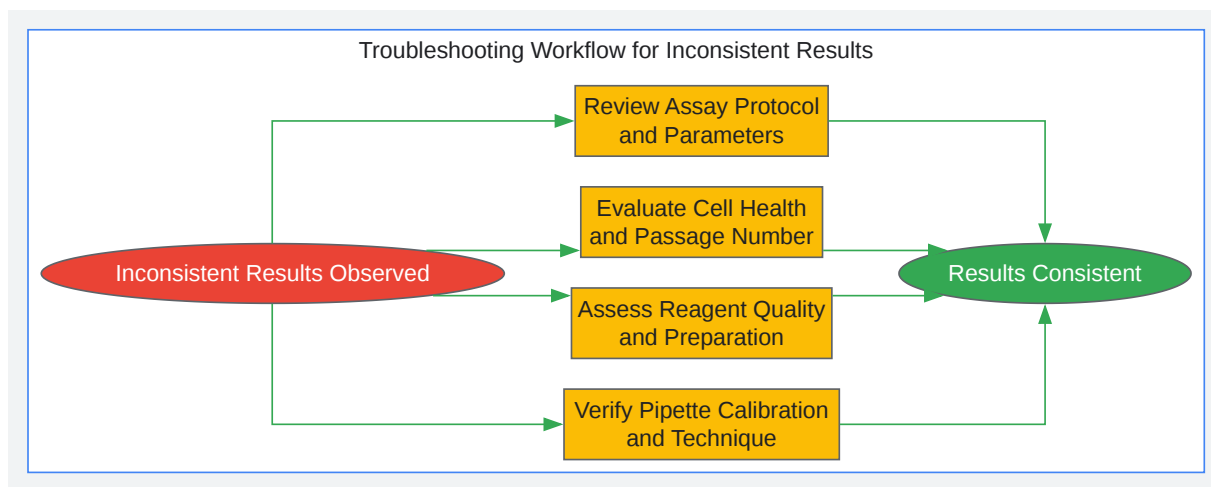 Troubleshooting Workflow for Inconsistent Results
Review Assay Protocol
and Parameters
Evaluate Cell Health
and Passage Number
Inconsistent Results Observed
Results Consistent
Assess Reagent Quality
and Preparation
Verify Pipette Calibration
and Technique